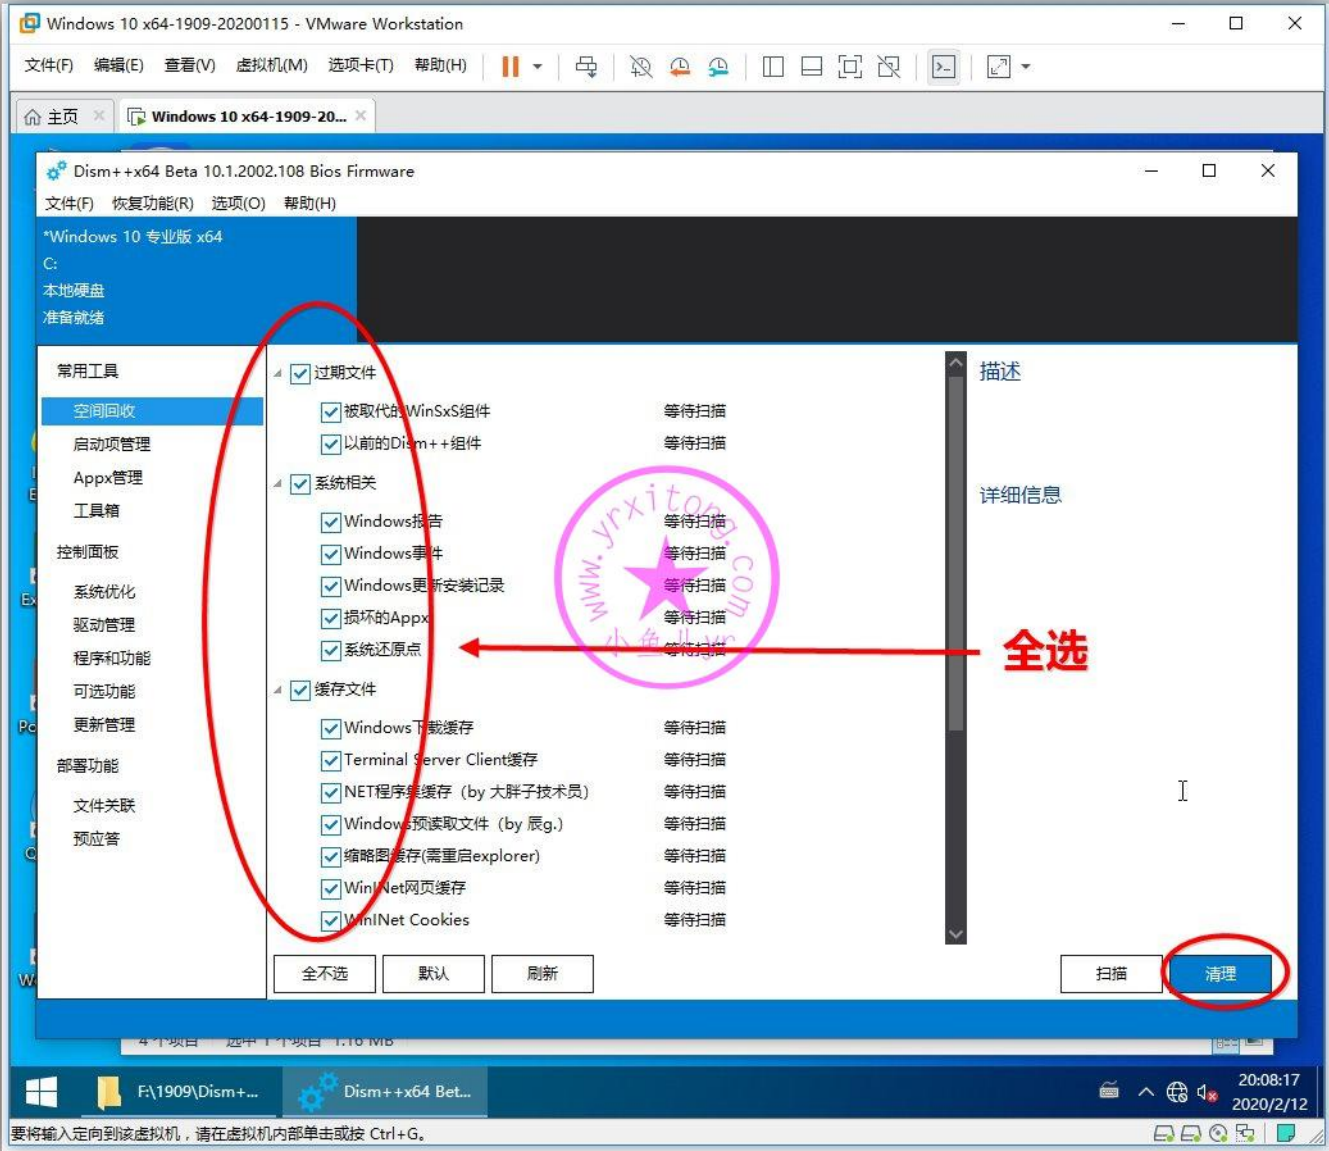 Windows 10 x64-1909-20200115 - VMware Workstation
文件(F) 编辑(E) 查看(V) 虚拟机(M) 选项卡(T) 帮助(H)
主页 Windows 10 x64-1909-20...
Dism++x64 Beta 10.1.2002.108 Bios Firmware
文件(F) 恢复功能(R) 选项(O) 帮助(H)
*Windows 10 专业版 x64
C:
本地硬盘
准备就绪
常用工具
空间回收
启动项管理
Appx管理
工具箱
控制面板
系统优化
驱动管理
程序和功能
可选功能
更新管理
部署功能
文件关联
预应答
过期文件
被取代的WinSxS组件 等待扫描
以前的Dism++组件 等待扫描
系统相关
Windows报告 等待扫描
Windows事件 等待扫描
Windows更新安装记录 等待扫描
损坏的Appx 等待扫描
系统还原点 等待扫描
缓存文件
Windows下载缓存 等待扫描
Terminal Server Client缓存 等待扫描
NET程序集缓存（by 大胖子技术员） 等待扫描
Windows预读取文件（by 辰g.) 等待扫描
缩略图缓存(需重启explorer) 等待扫描
WinINet网页缓存 等待扫描
WinINet Cookies 等待扫描
描述
详细信息
www.yrxitong.com
小鱼儿yr
全选
全不选 默认 刷新 扫描 清理
4 个项目 选中 1 个项目 1.16 MB
F:\1909\Dism+... Dism++x64 Bet...
20:08:17
2020/2/12
要将输入定向到该虚拟机，请在虚拟机内部单击或按 Ctrl+G。